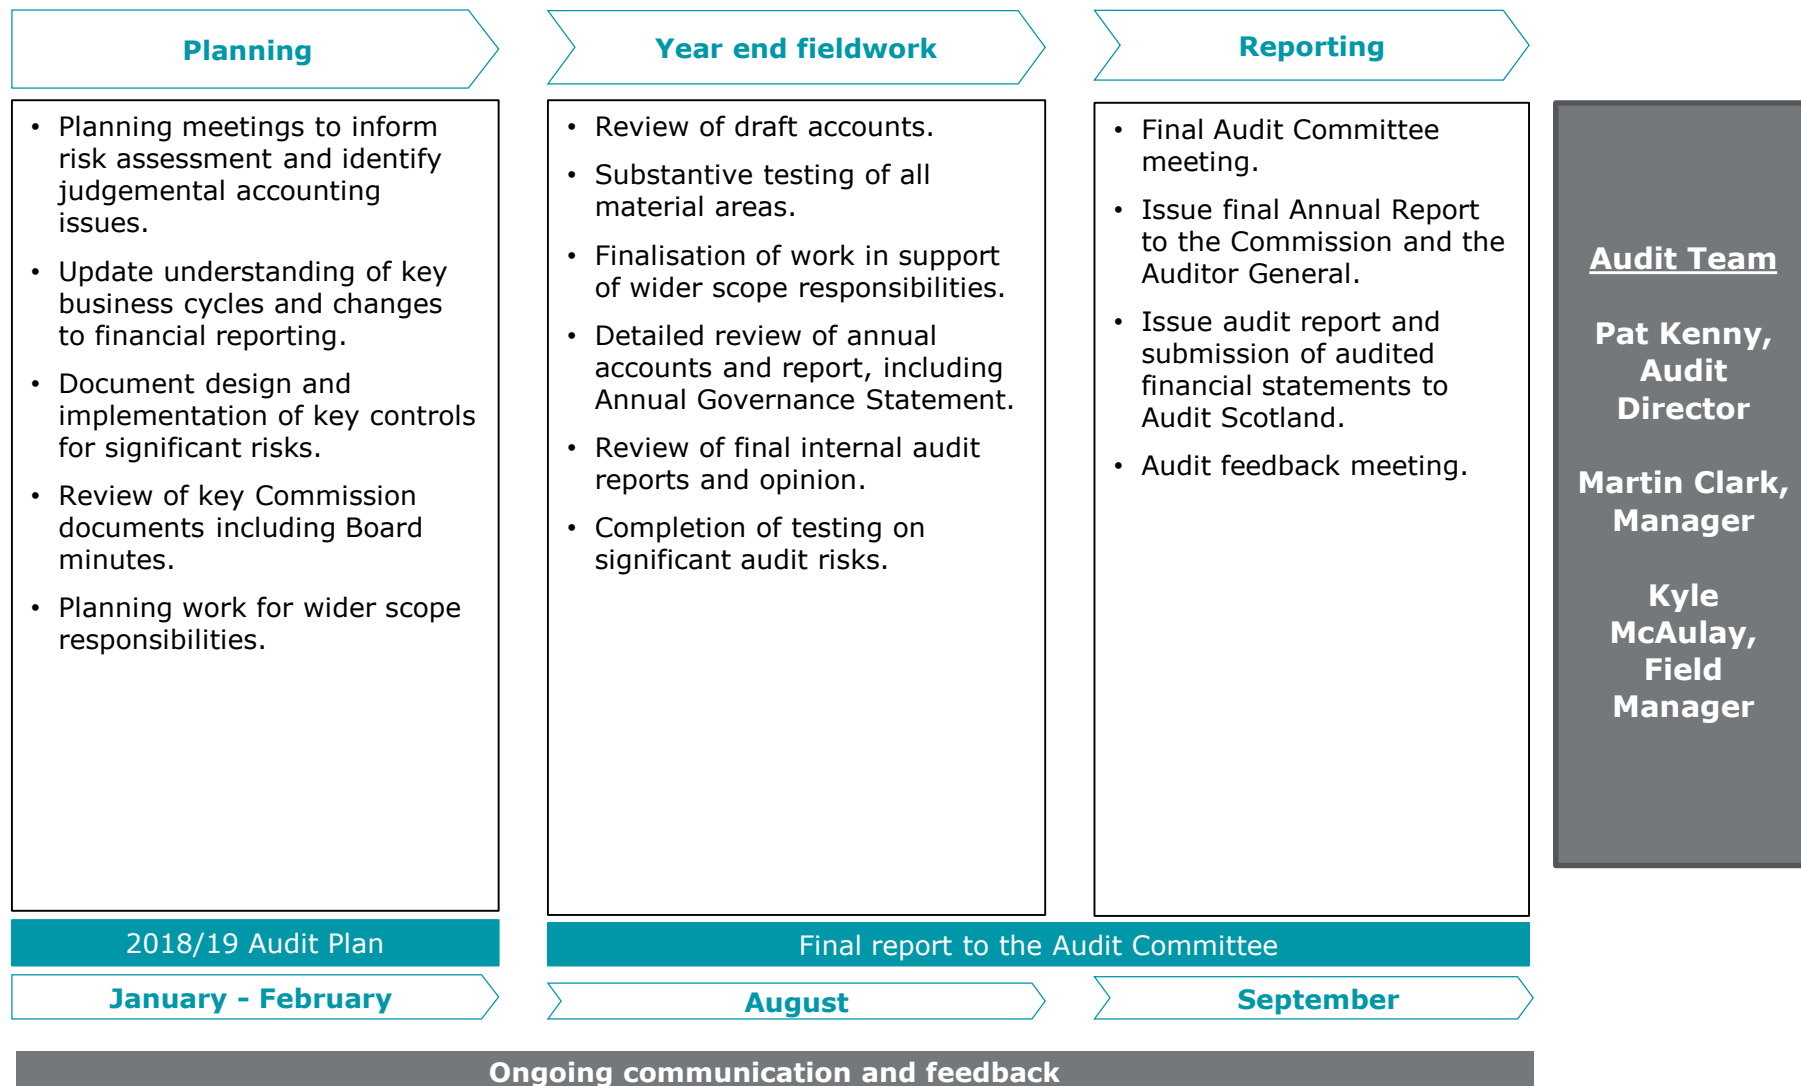 Planning
• Planning meetings to inform
risk assessment and identify
judgemental accounting
issues.
• Update understanding of key
business cycles and changes
to financial reporting.
• Document design and
implementation of key controls
for significant risks.
• Review of key Commission
documents including Board
minutes.
• Planning work for wider scope
responsibilities.
2018/19 Audit Plan
January - February
Year end fieldwork
• Review of draft accounts.
• Substantive testing of all
material areas.
• Finalisation of work in support
of wider scope responsibilities.
• Detailed review of annual
accounts and report, including
Annual Governance Statement.
• Review of final internal audit
reports and opinion.
• Completion of testing on
significant audit risks.
Reporting
• Final Audit Committee
meeting.
• Issue final Annual Report
to the Commission and the
Auditor General.
• Issue audit report and
submission of audited
financial statements to
Audit Scotland.
• Audit feedback meeting.
Final report to the Audit Committee
August
September
Audit Team
Pat Kenny,
Audit
Director
Martin Clark,
Manager
Kyle
McAulay,
Field
Manager
Ongoing communication and feedback